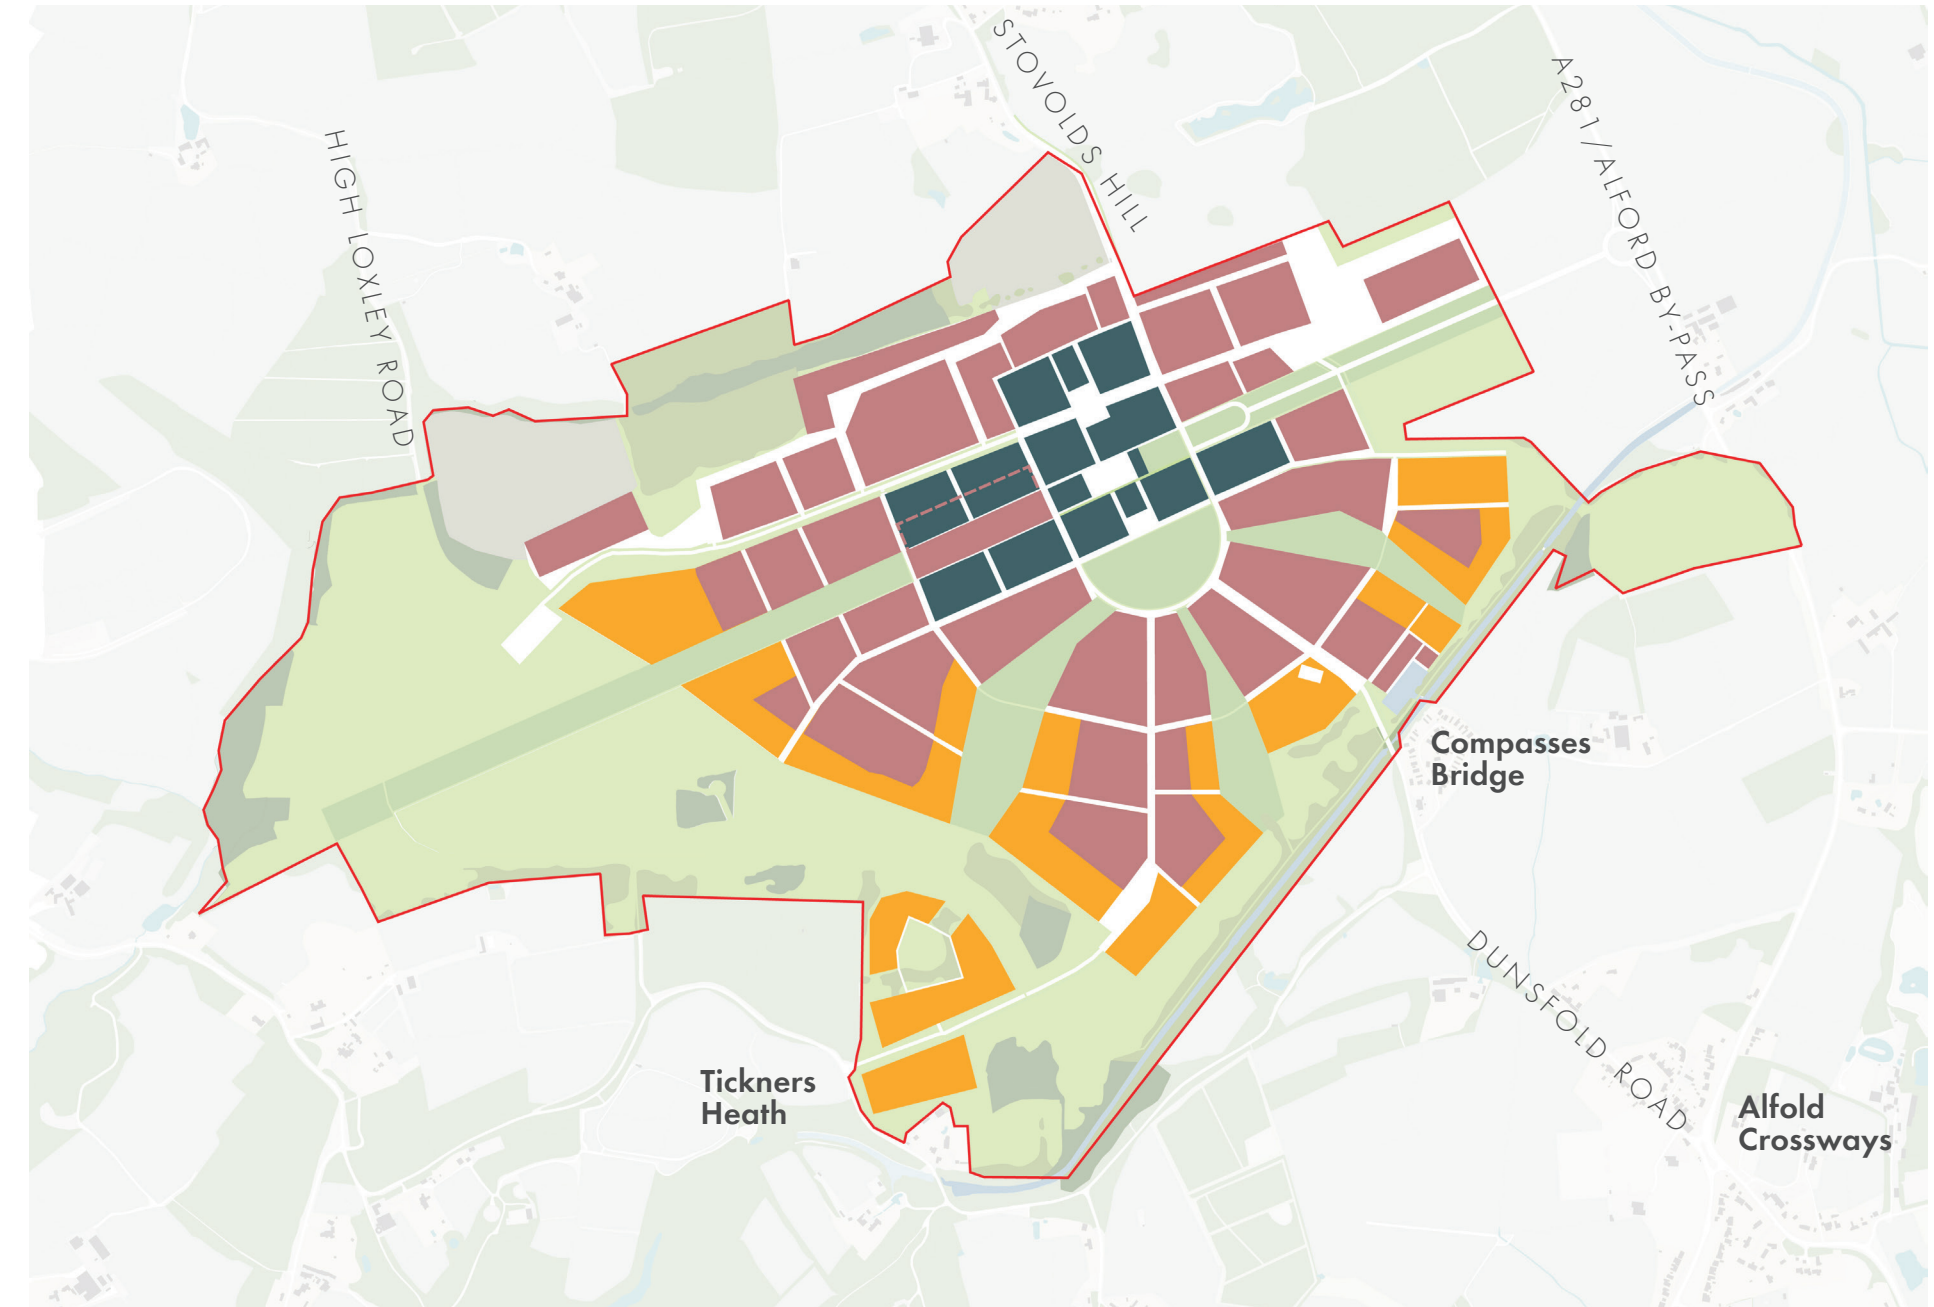 STOVOLDS HILL
A281/ALFORD BY-PASS
HIGH LOXLEY ROAD
Compasses
Bridge
DUNSFOLD ROAD
Tickners
Heath
Alfold
Crossways